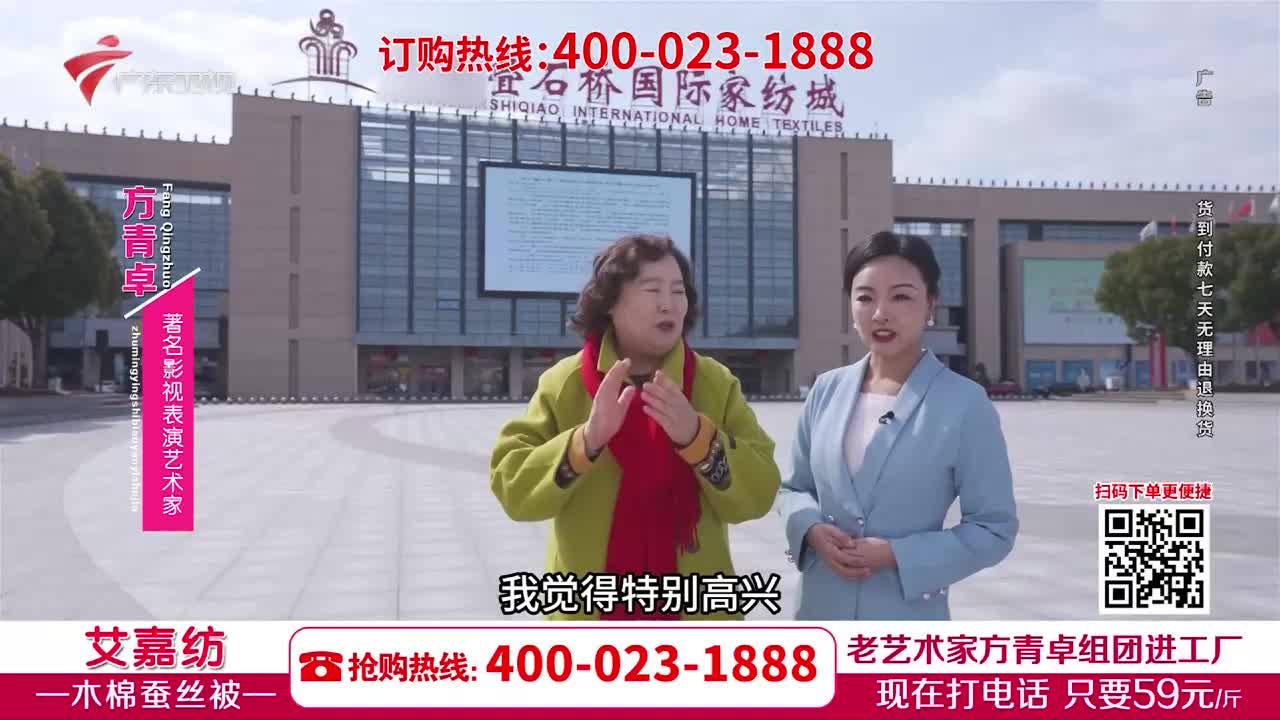 订购热线:400-023-1888
广东卫视
广告
叠石桥国际家纺城
SHIQIAO INTERNATIONAL HOME TEXTILES
方青卓
Fang Qingzhuo
著名影视表演艺术家
zhumingyingshibiaoyanyishujia
货到付款七天无理由退换货
扫码下单更便捷
我觉得特别高兴
艾嘉纺
—木棉蚕丝被—
抢购热线: 400-023-1888
老艺术家方青卓组团进工厂
现在打电话 只要59元/斤